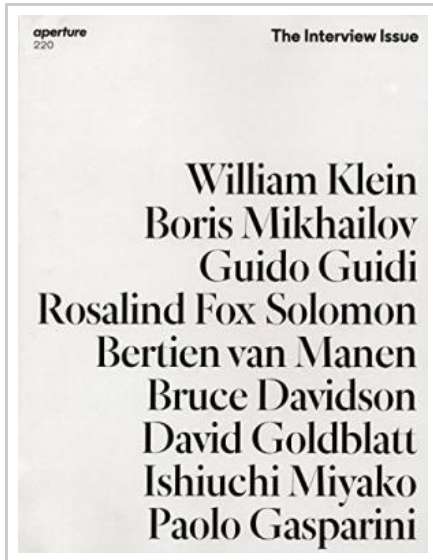 aperture
220
The Interview Issue
William Klein
Boris Mikhailov
Guido Guidi
Rosalind Fox Solomon
Bertien van Manen
Bruce Davidson
David Goldblatt
Ishiuchi Miyako
Paolo Gasparini